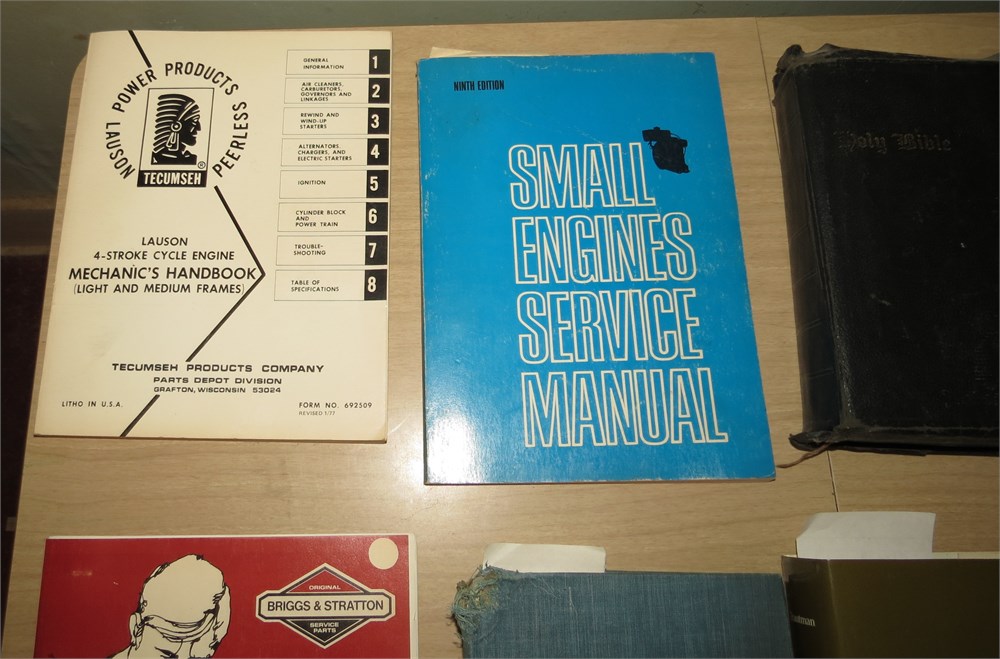 LAUSON POWER PRODUCTS PEERLESS
®
TECUMSEH
LAUSON
4-STROKE CYCLE ENGINE
MECHANIC'S HANDBOOK
(LIGHT AND MEDIUM FRAMES)
GENERAL
INFORMATION
1
AIR CLEANERS,
CARBURETORS,
GOVERNORS AND
LINKAGES
2
REWIND AND
WIND-UP
STARTERS
3
ALTERNATORS,
CHARGERS, AND
ELECTRIC STARTERS
4
IGNITION
5
CYLINDER BLOCK
AND
POWER TRAIN
6
TROUBLE-
SHOOTING
7
TABLE OF
SPECIFICATIONS
8
TECUMSEH PRODUCTS COMPANY
PARTS DEPOT DIVISION
GRAFTON, WISCONSIN 53024
LITHO IN U.S.A.
FORM NO. 692509
REVISED 1/77
NINTH EDITION
SMALL
ENGINES
SERVICE
MANUAL
Holy Bible
ORIGINAL
BRIGGS & STRATTON
SERVICE
PARTS